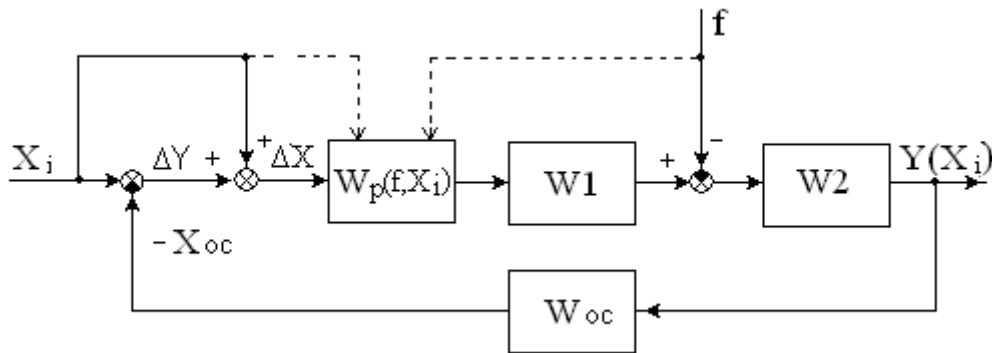 f
Xi
ΔY
+
+
ΔX
Wp(f,Xi)
W1
+
-
W2
Y(Xi)
-Xoc
Woc